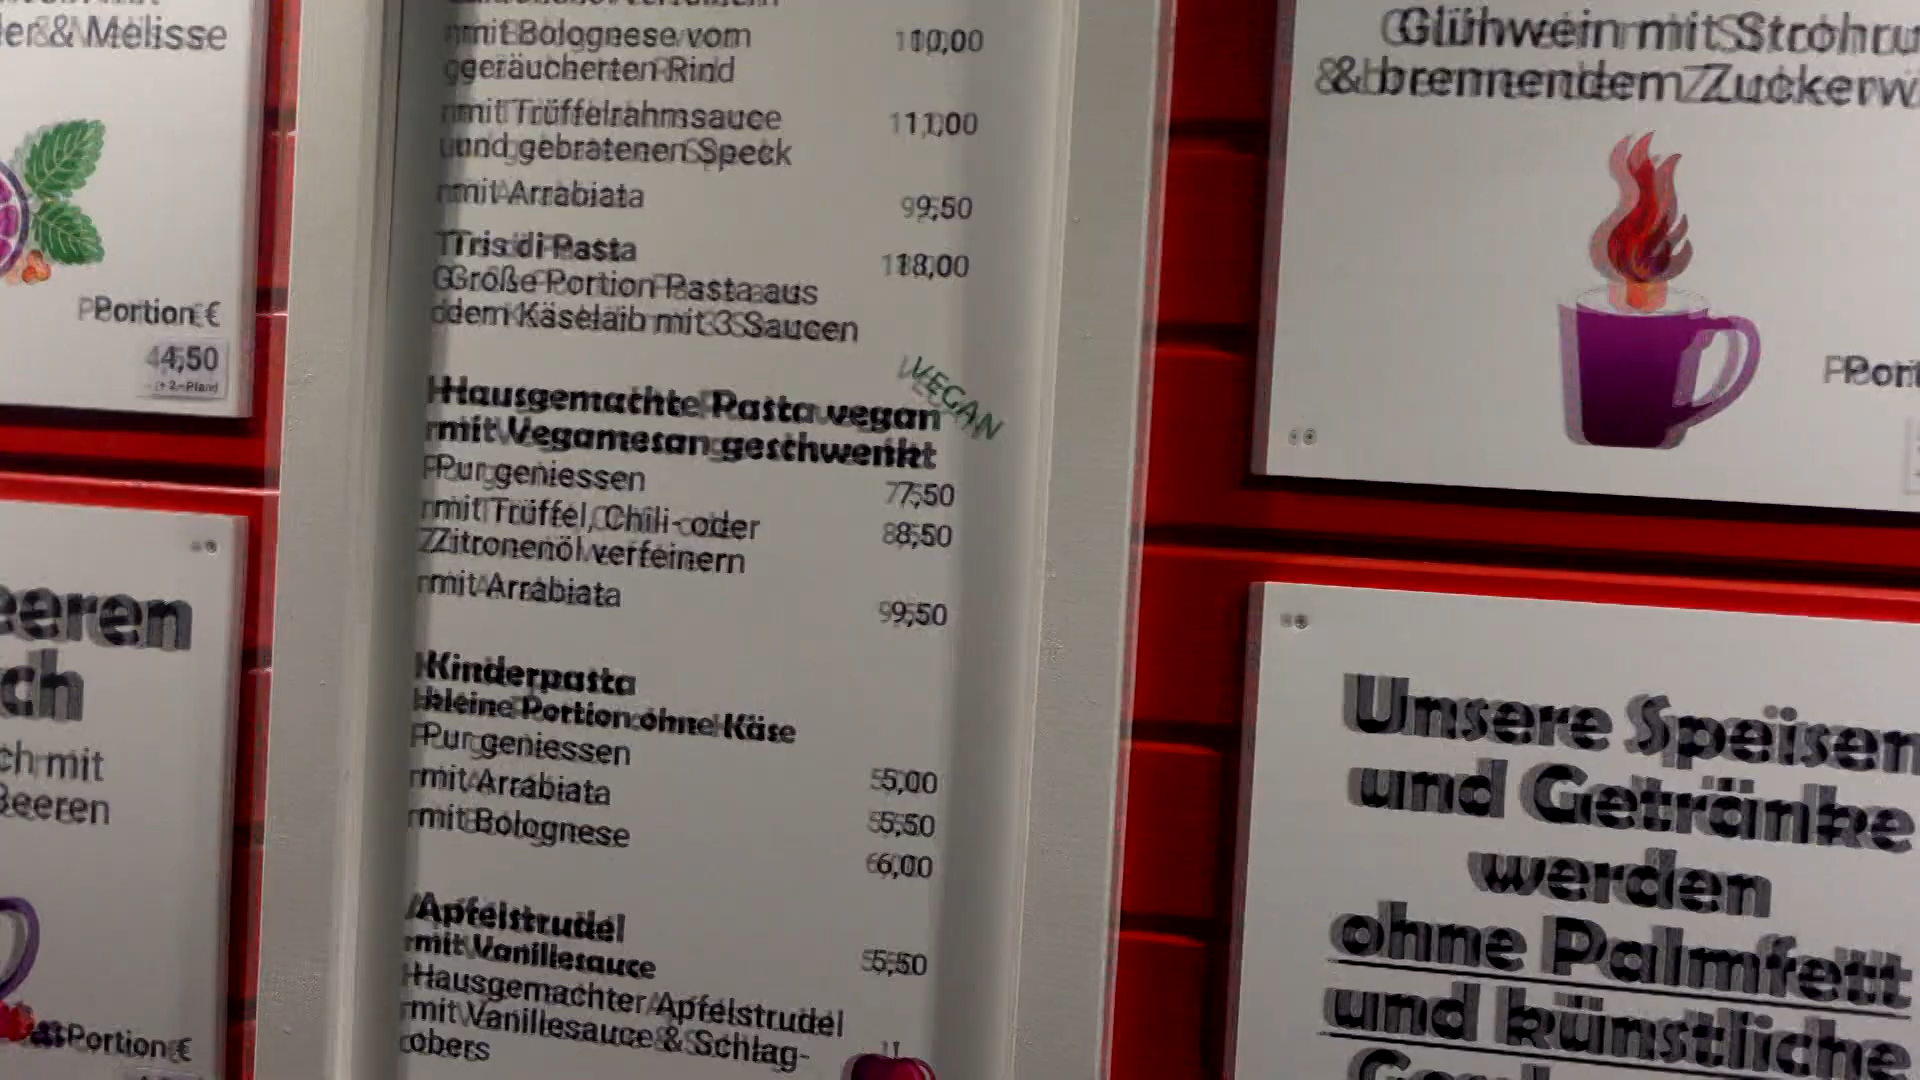 er & Melisse
Portion €
4,50
(+ 2,- Pfand)
eeren
ch
ch mit
Beeren
Portion €
mit Bolognese vom 10,00
geräucherten Rind
mit Trüffelrahmsauce 11,00
und gebratenen Speck
mit Arrabiata 9,50
Tris di Pasta 18,00
Große Portion Pasta aus
dem Käselaib mit 3 Saucen
VEGAN
Hausgemachte Pasta vegan
mit Vegamesan geschwenkt
Pur geniessen 7,50
mit Trüffel, Chili- oder 8,50
Zitronenöl verfeinern
mit Arrabiata 9,50
Kinderpasta
kleine Portion ohne Käse
Pur geniessen 5,00
mit Arrabiata 5,50
mit Bolognese 6,00
Apfelstrudel
mit Vanillesauce 5,50
Hausgemachter Apfelstrudel
mit Vanillesauce & Schlag-
obers
Glühwein mit Strohru
& brennendem Zuckerw
Port
Unsere Speisen
und Getränke
werden
ohne Palmfett
und künstliche